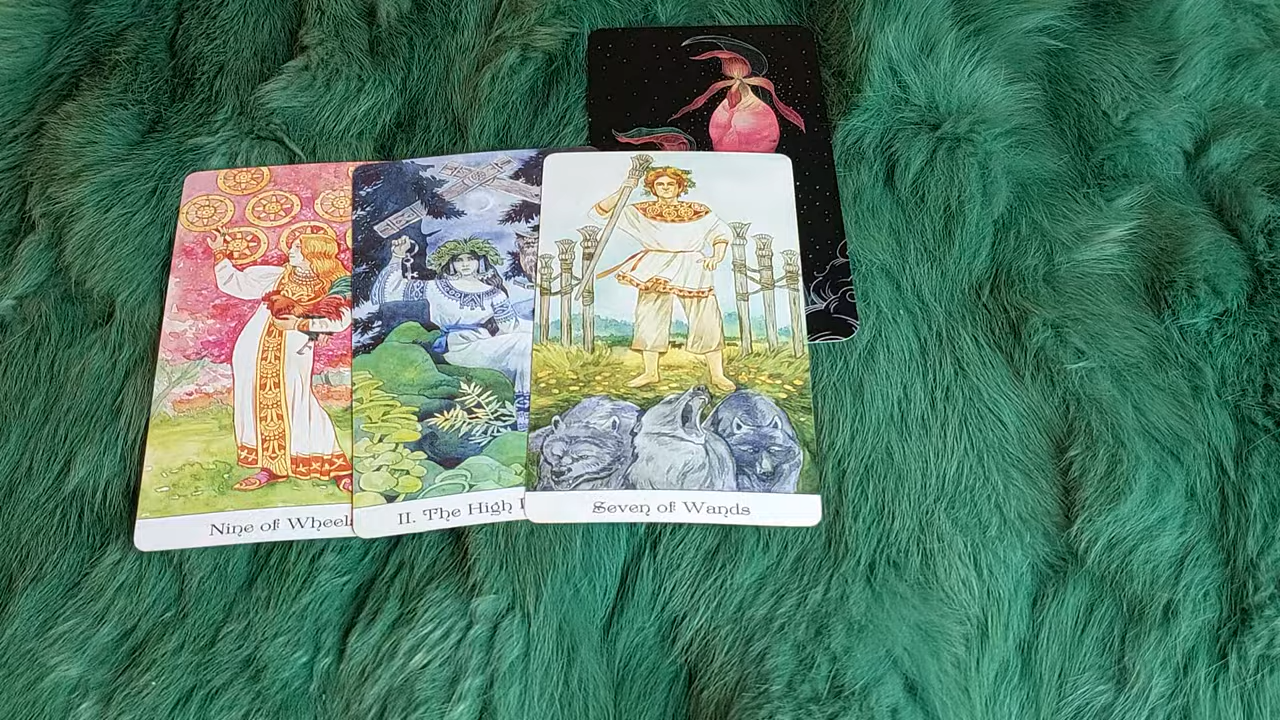 Nine of Wheel
II. The High
Seven of Wands